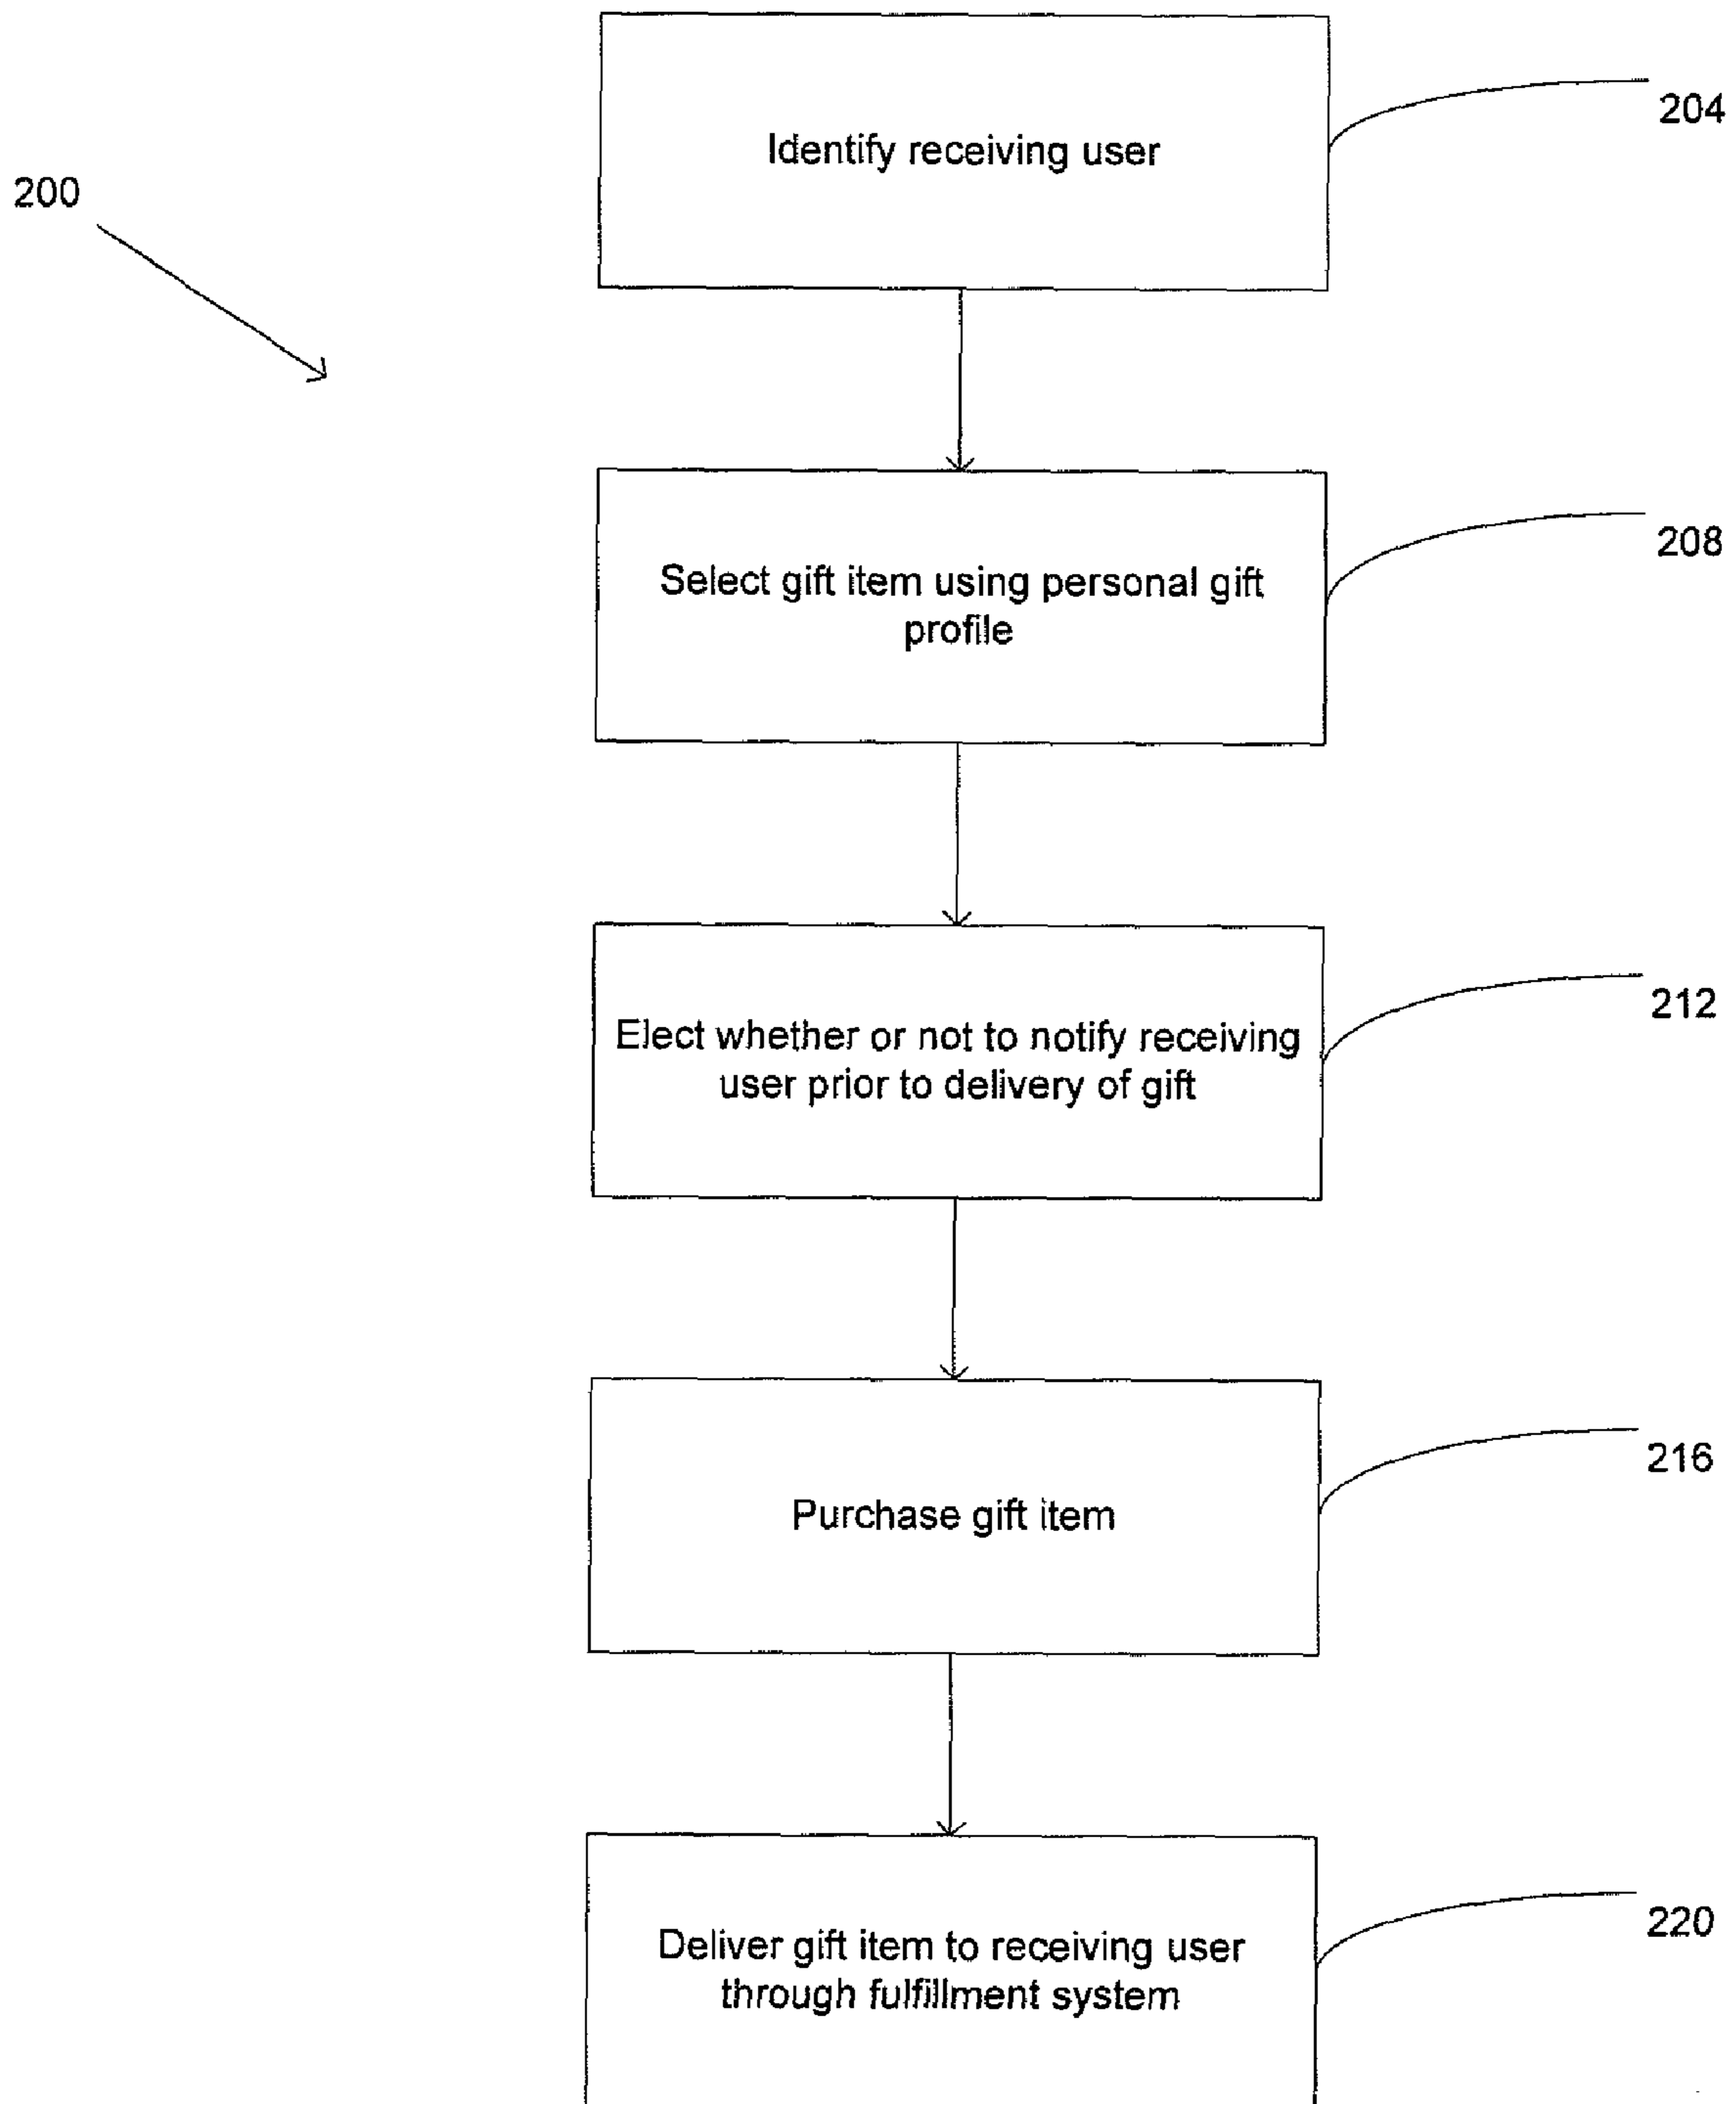 204
Identify receiving user
200
208
Select gift item using personal gift
profile
212
Elect whether or not to notify receiving
user prior to delivery of gift
216
Purchase gift item
220
Deliver gift item to receiving user
through fulfillment system